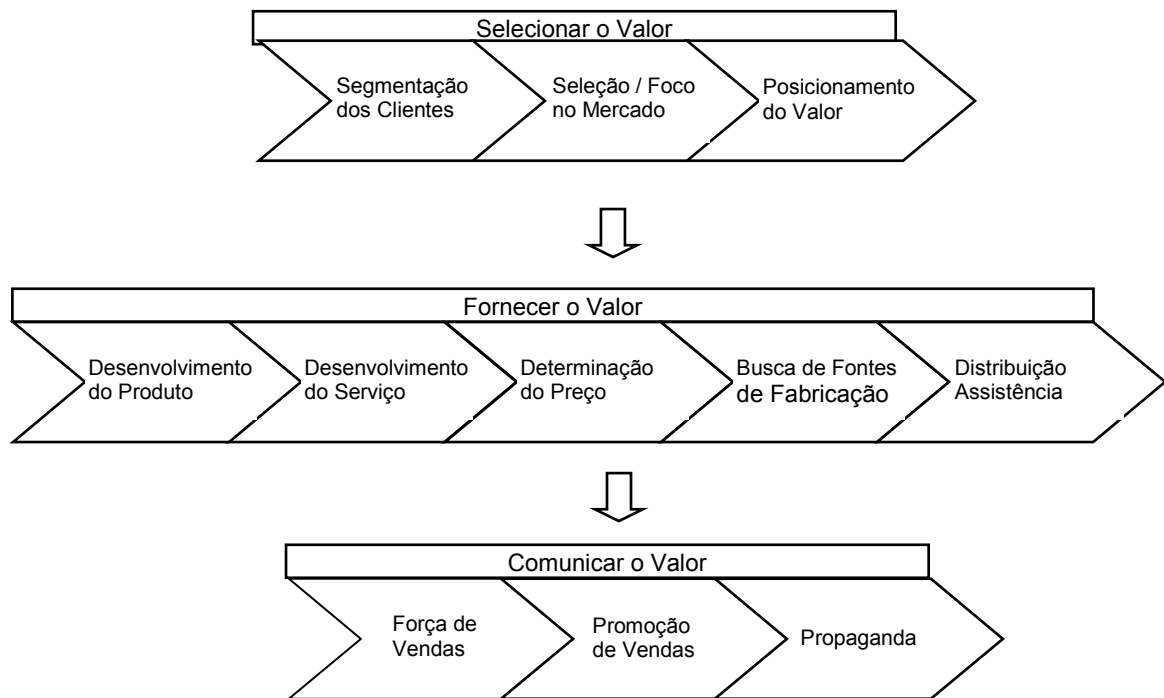 Selecionar o Valor
Segmentação
dos Clientes
Seleção / Foco
no Mercado
Posicionamento
do Valor
Fornecer o Valor
Desenvolvimento
do Produto
Desenvolvimento
do Serviço
Determinação
do Preço
Busca de Fontes
de Fabricação
Distribuição
Assistência
Comunicar o Valor
Força de
Vendas
Promoção
de Vendas
Propaganda